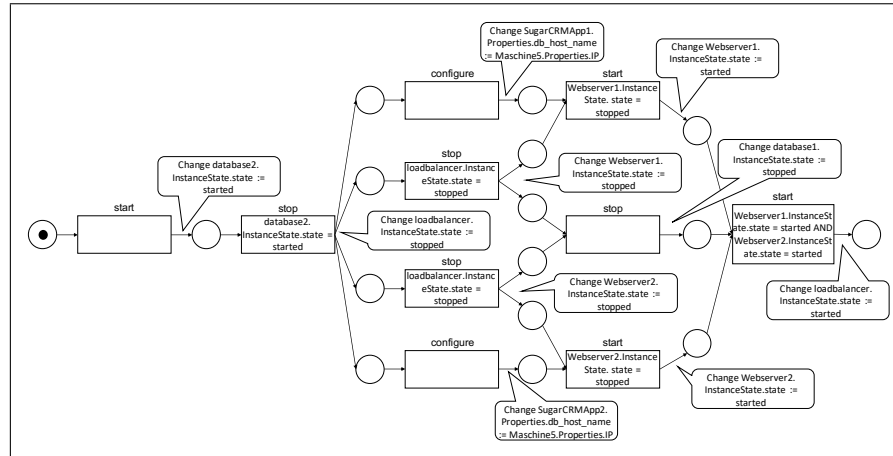 Change SugarCRMApp1.
Properties.db_host_name
:= Maschine5.Properties.IP
Change Webserver1.
InstanceState.state :=
started
configure
start
Webserver1.Instance
State. state =
stopped
Change database2.
InstanceState.state :=
started
stop
loadbalancer.Instanc
eState.state =
stopped
Change Webserver1.
InstanceState.state :=
stopped
Change database1.
InstanceState.state :=
stopped
start
stop
database2.
InstanceState.state =
started
Change loadbalancer.
InstanceState.state :=
stopped
stop
start
Webserver1.InstanceSt
ate.state = started AND
Webserver2.InstanceSt
ate.state = started
stop
loadbalancer.Instanc
eState.state =
stopped
Change Webserver2.
InstanceState.state :=
stopped
Change loadbalancer.
InstanceState.state :=
started
configure
start
Webserver2.Instance
State. state =
stopped
Change SugarCRMApp2.
Properties.db_host_name
:= Maschine5.Properties.IP
Change Webserver2.
InstanceState.state :=
started